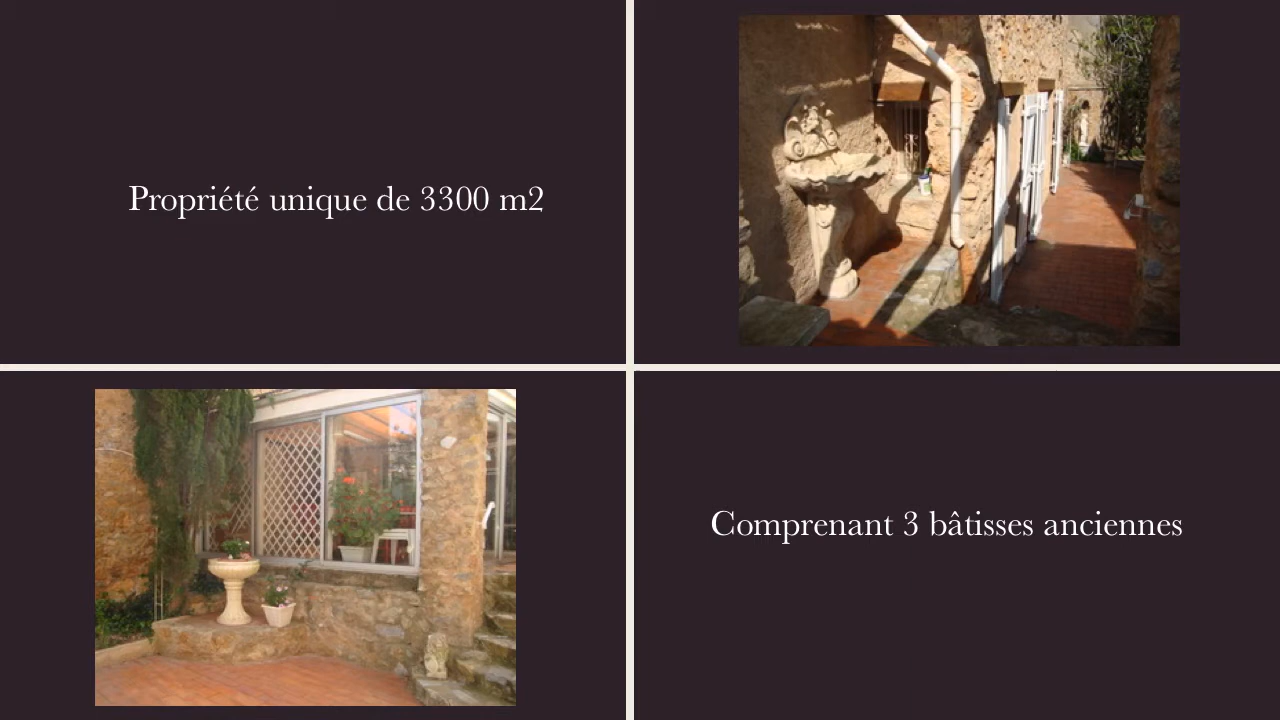 Propriété unique de 3300 m2
Comprenant 3 bâtisses anciennes